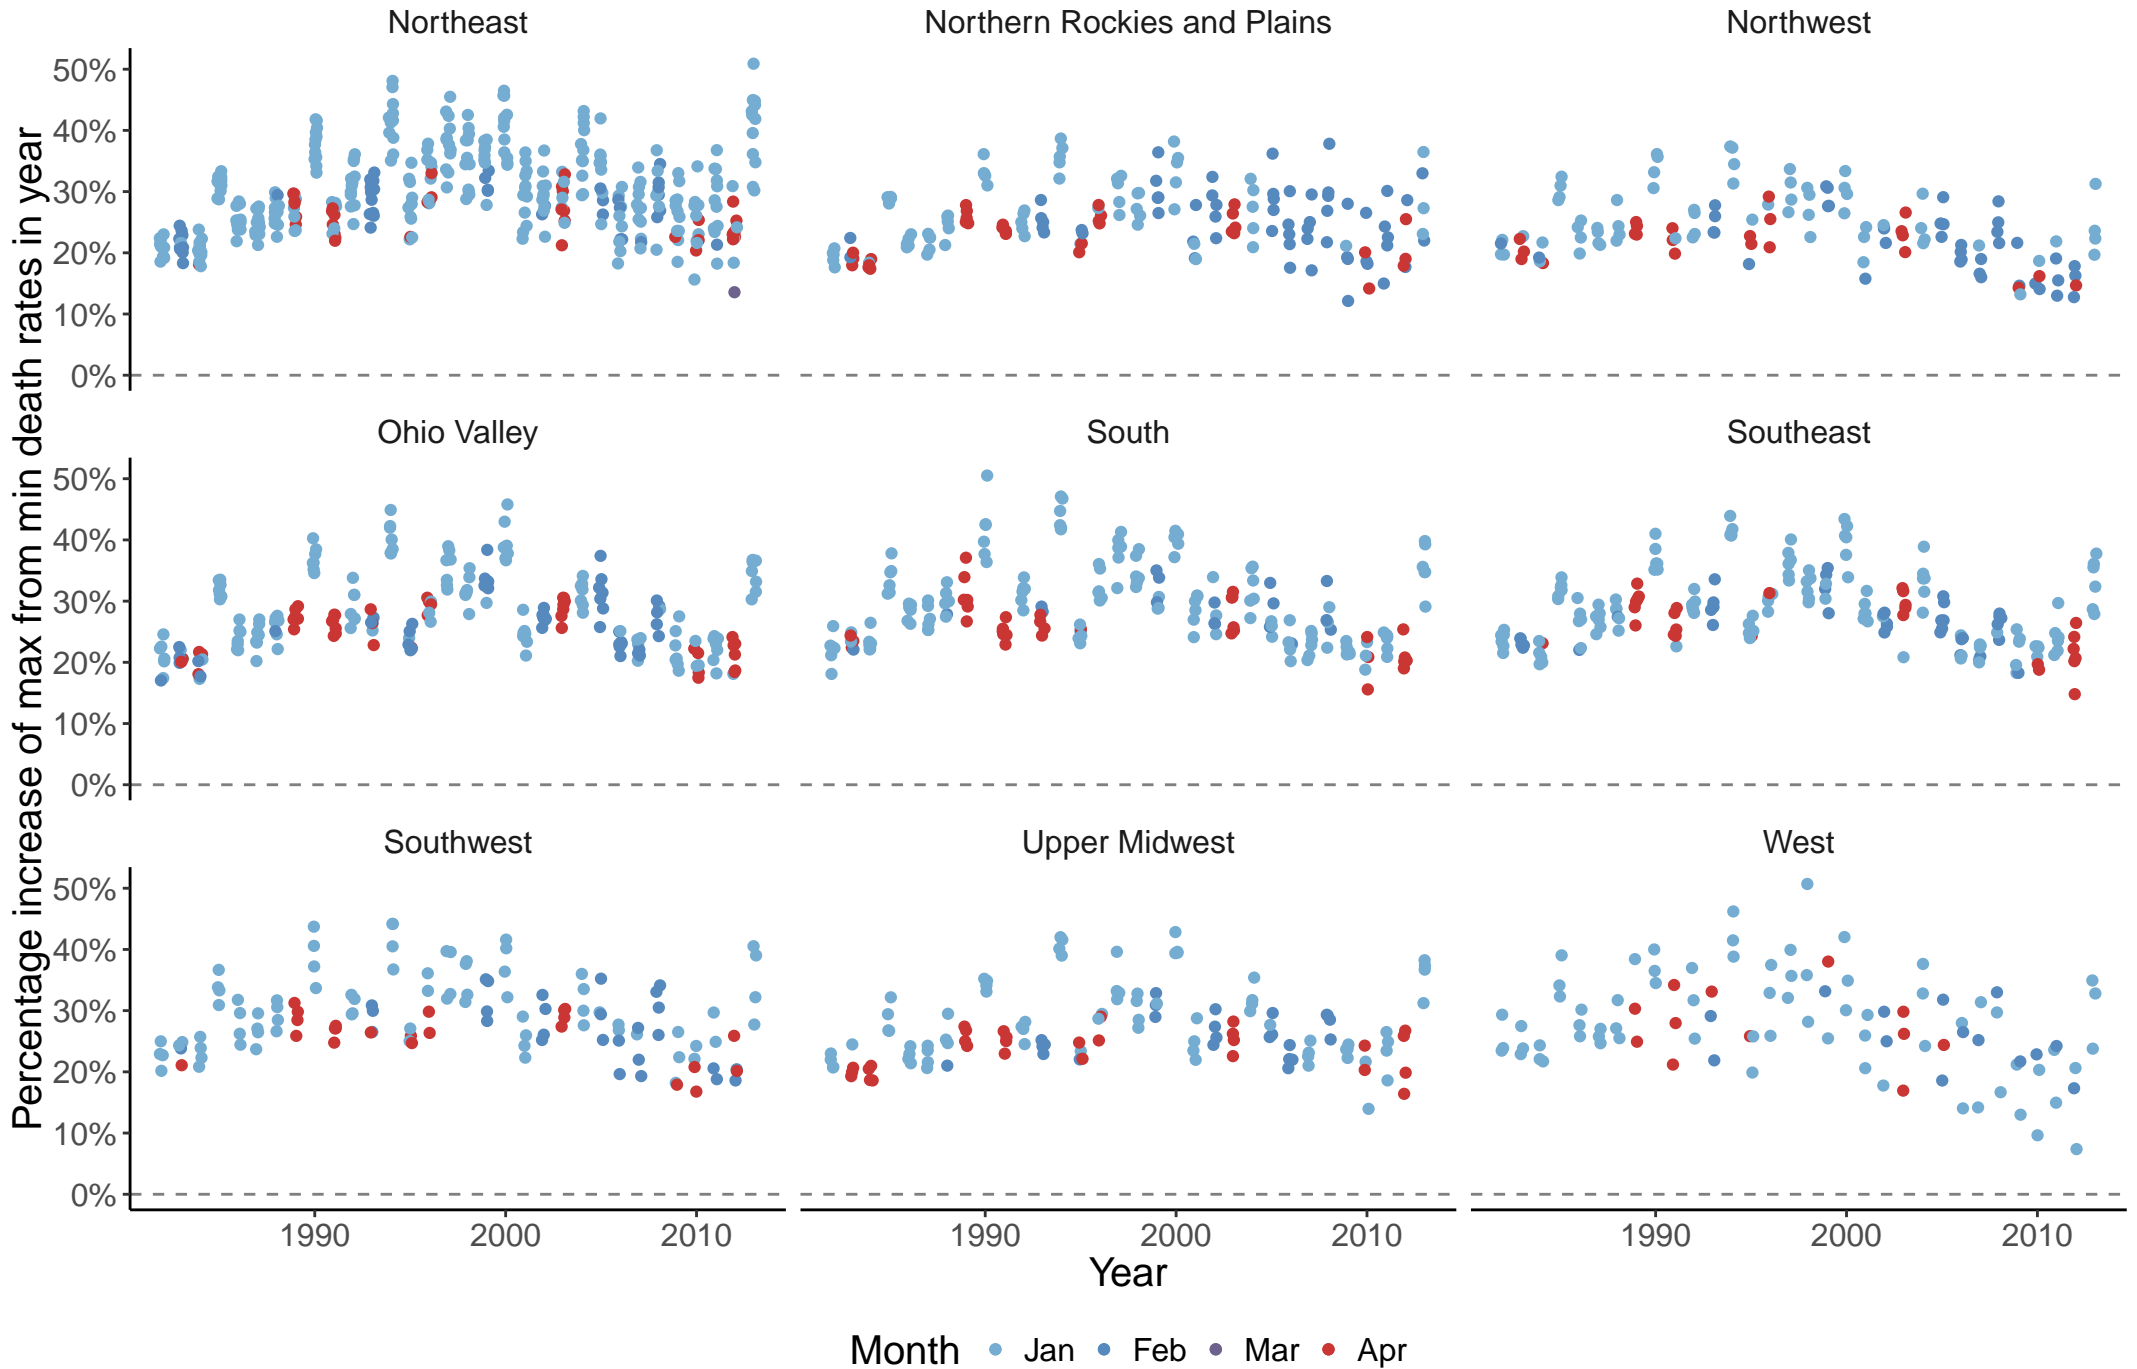 Northeast
Northern Rockies and Plains
Northwest
50%
40%
30%
20%
10%
0%
Ohio Valley
South
Southeast
50%
40%
30%
20%
10%
0%
Southwest
Upper Midwest
West
50%
40%
30%
20%
10%
0%
Percentage increase of max from min death rates in year
1990 2000 2010
1990 2000 2010
1990 2000 2010
Year
Month Jan Feb Mar Apr